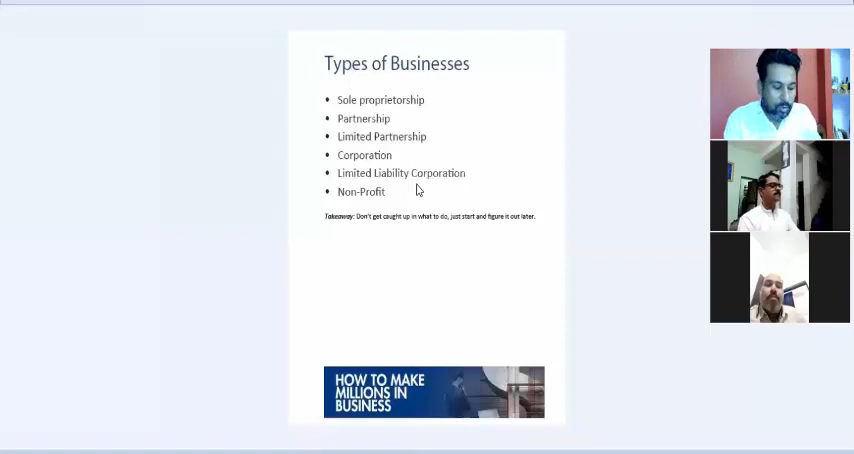 Types of Businesses
• Sole proprietorship
• Partnership
• Limited Partnership
• Corporation
• Limited Liability Corporation
• Non-Profit
Takeaway: Don't get caught up in what to do, just start and figure it out later.
HOW TO MAKE
MILLIONS IN
BUSINESS